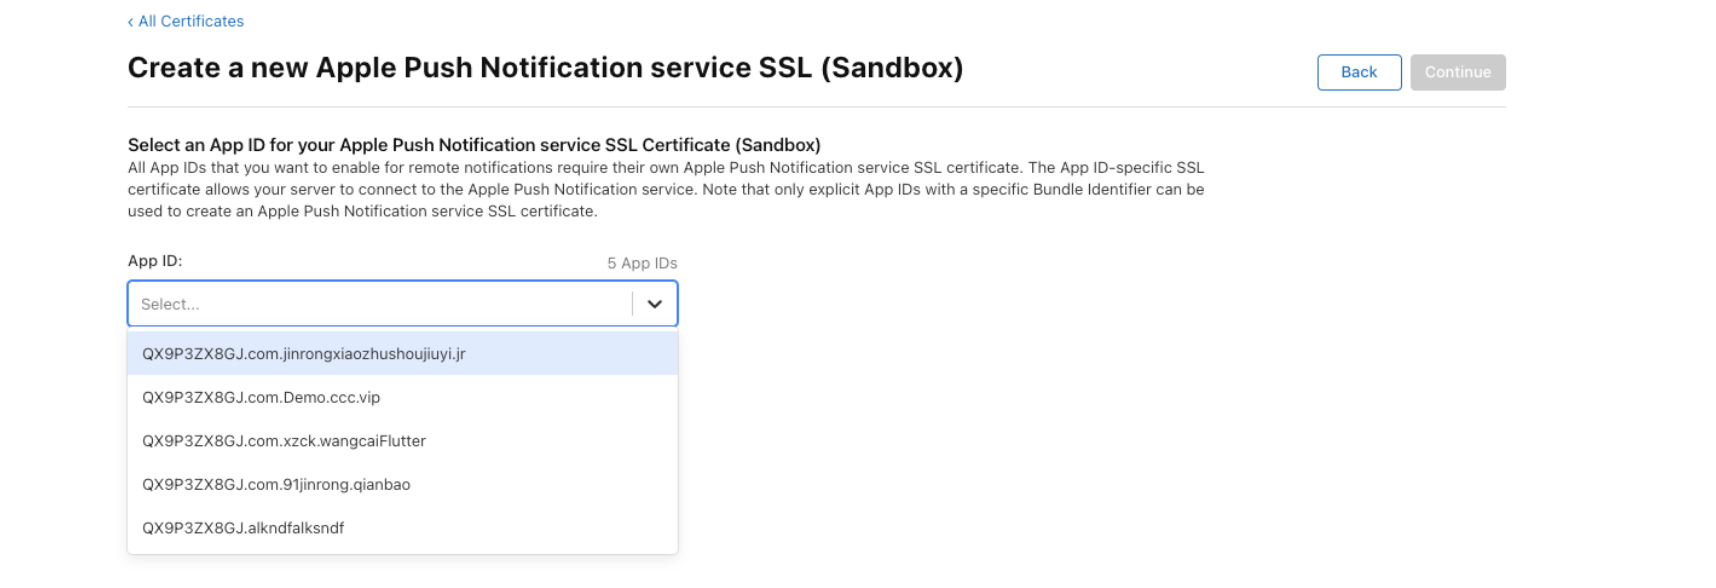 ‹ All Certificates
Create a new Apple Push Notification service SSL (Sandbox)
Back
Continue
Select an App ID for your Apple Push Notification service SSL Certificate (Sandbox)
All App IDs that you want to enable for remote notifications require their own Apple Push Notification service SSL certificate. The App ID-specific SSL
certificate allows your server to connect to the Apple Push Notification service. Note that only explicit App IDs with a specific Bundle Identifier can be
used to create an Apple Push Notification service SSL certificate.
App ID:
5 App IDs
Select...
QX9P3ZX8GJ.com.jinrongxiaozhushoujiuyi.jr
QX9P3ZX8GJ.com.Demo.ccc.vip
QX9P3ZX8GJ.com.xzck.wangcaiFlutter
QX9P3ZX8GJ.com.91jinrong.qianbao
QX9P3ZX8GJ.alkndfalksndf